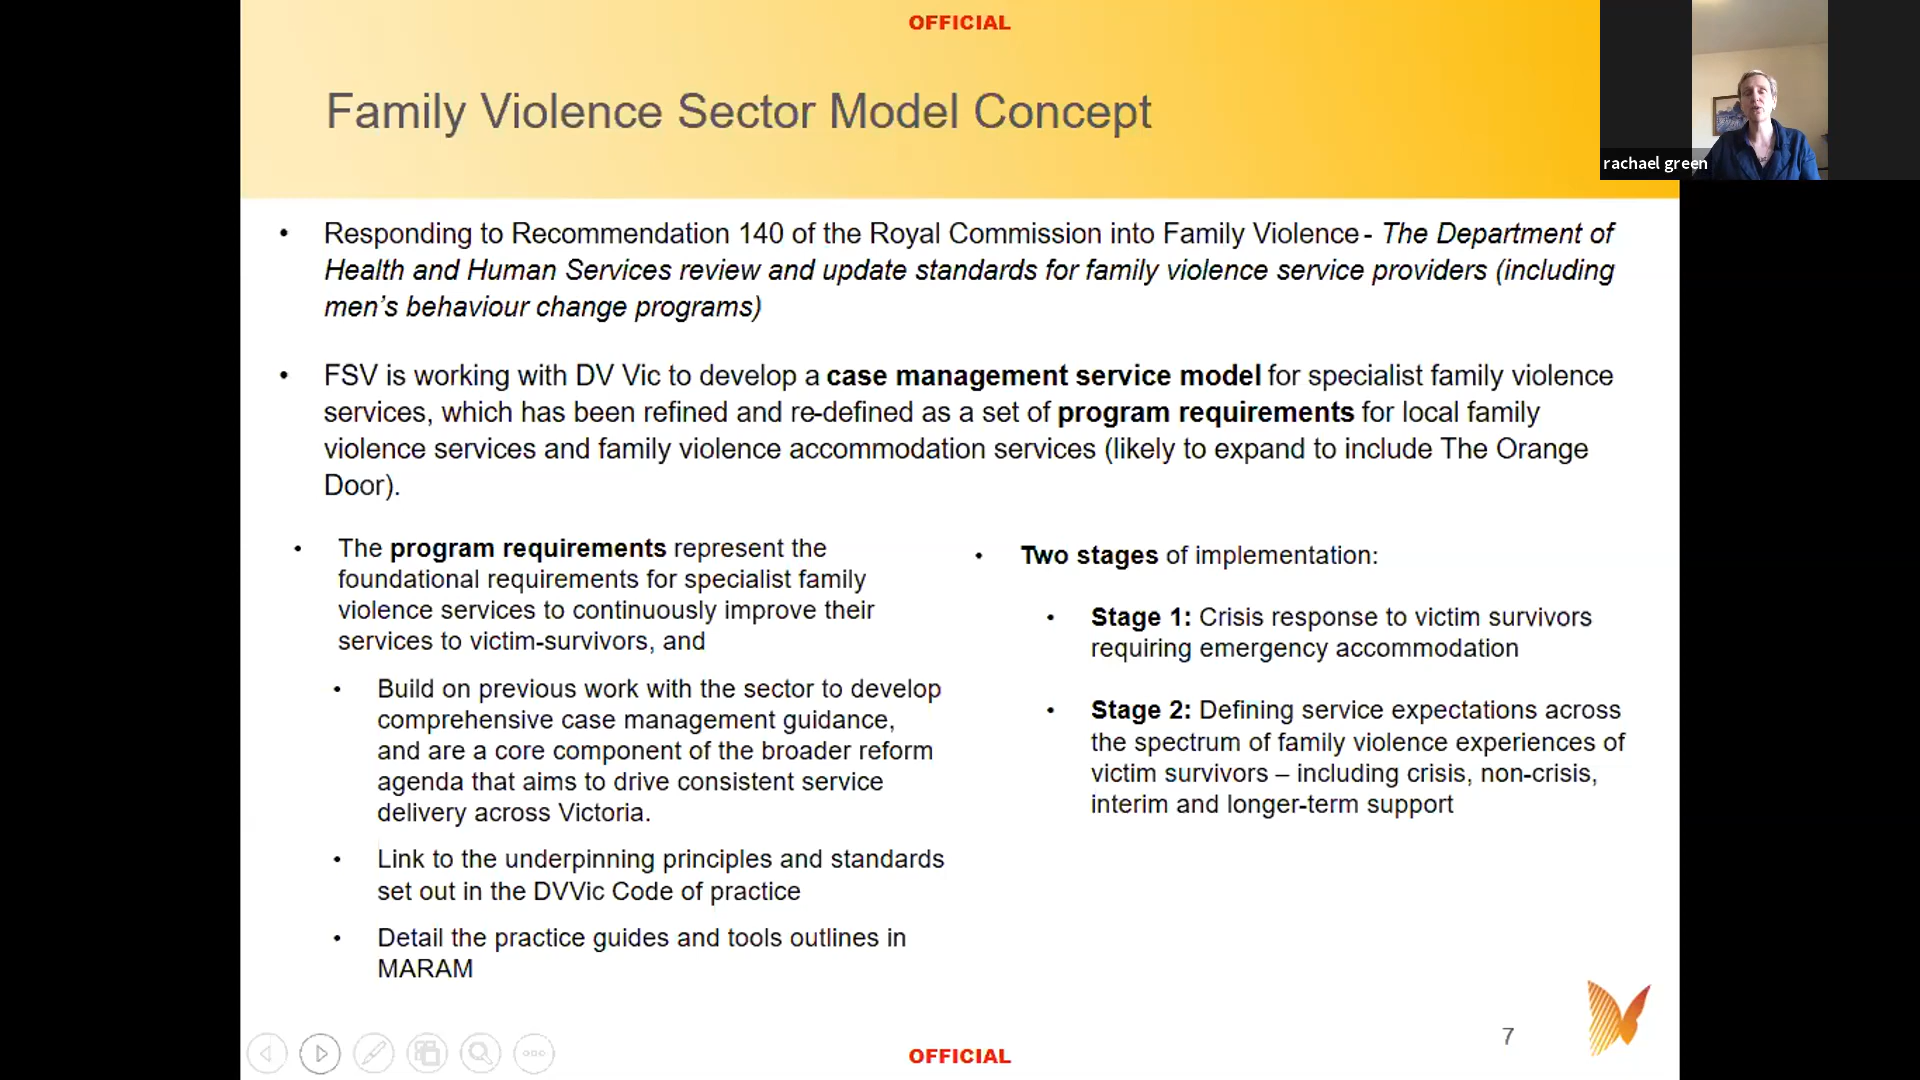 OFFICIAL
Family Violence Sector Model Concept
rachael green
• Responding to Recommendation 140 of the Royal Commission into Family Violence - The Department of
Health and Human Services review and update standards for family violence service providers (including
men's behaviour change programs)
• FSV is working with DV Vic to develop a case management service model for specialist family violence
services, which has been refined and re-defined as a set of program requirements for local family
violence services and family violence accommodation services (likely to expand to include The Orange
Door).
• The program requirements represent the
foundational requirements for specialist family
violence services to continuously improve their
services to victim-survivors, and
• Build on previous work with the sector to develop
comprehensive case management guidance,
and are a core component of the broader reform
agenda that aims to drive consistent service
delivery across Victoria.
• Link to the underpinning principles and standards
set out in the DVVic Code of practice
• Detail the practice guides and tools outlines in
MARAM
• Two stages of implementation:
• Stage 1: Crisis response to victim survivors
requiring emergency accommodation
• Stage 2: Defining service expectations across
the spectrum of family violence experiences of
victim survivors – including crisis, non-crisis,
interim and longer-term support
7
OFFICIAL